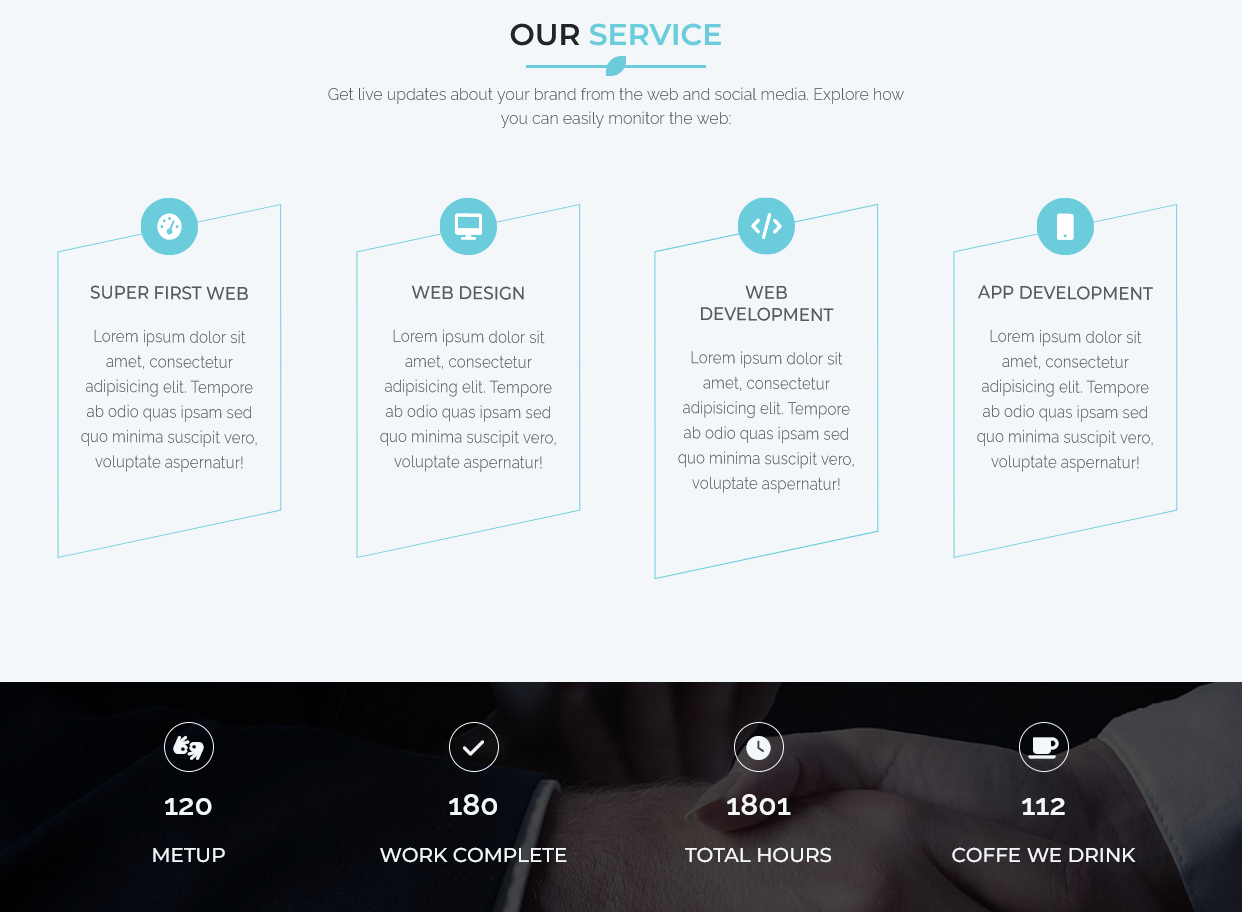 OUR SERVICE
Get live updates about your brand from the web and social media. Explore how
you can easily monitor the web:
SUPER FIRST WEB
Lorem ipsum dolor sit
amet, consectetur
adipisicing elit. Tempore
ab odio quas ipsam sed
quo minima suscipit vero,
voluptate aspernatur!
WEB DESIGN
Lorem ipsum dolor sit
amet, consectetur
adipisicing elit. Tempore
ab odio quas ipsam sed
quo minima suscipit vero,
voluptate aspernatur!
WEB
DEVELOPMENT
Lorem ipsum dolor sit
amet, consectetur
adipisicing elit. Tempore
ab odio quas ipsam sed
quo minima suscipit vero,
voluptate aspernatur!
APP DEVELOPMENT
Lorem ipsum dolor sit
amet, consectetur
adipisicing elit. Tempore
ab odio quas ipsam sed
quo minima suscipit vero,
voluptate aspernatur!
120
METUP
180
WORK COMPLETE
1801
TOTAL HOURS
112
COFFE WE DRINK